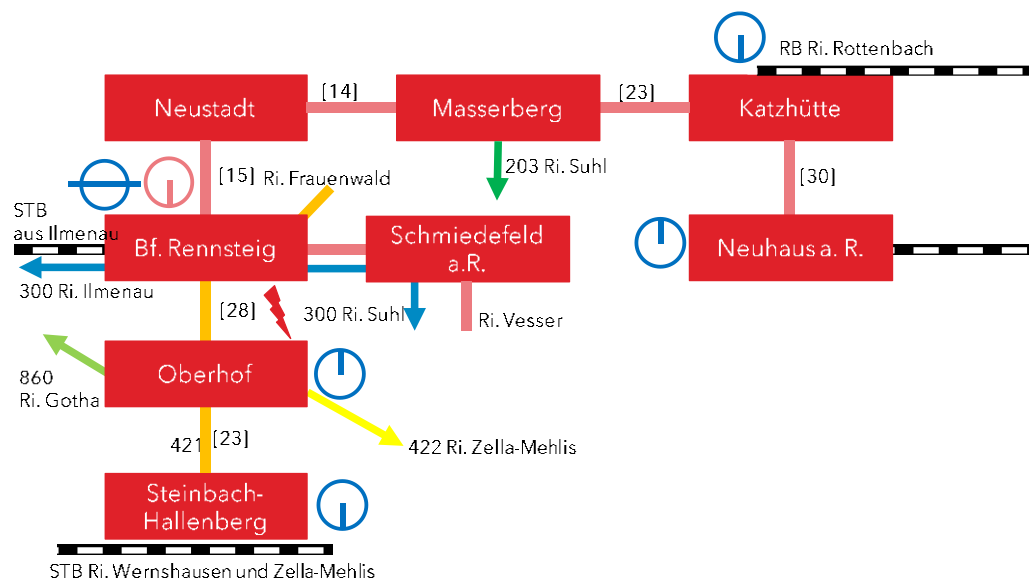 RB Ri. Rottenbach
Neustadt
[14]
Masserberg
[23]
Katzhütte
[15]
Ri. Frauenwald
203 Ri. Suhl
[30]
STB
aus Ilmenau
Bf. Rennsteig
Schmiedefeld
a.R.
Neuhaus a. R.
300 Ri. Ilmenau
[28]
300 Ri. Suhl
Ri. Vesser
Oberhof
860
Ri. Gotha
421
[23]
422 Ri. Zella-Mehlis
Steinbach-
Hallenberg
STB Ri. Wernshausen und Zella-Mehlis